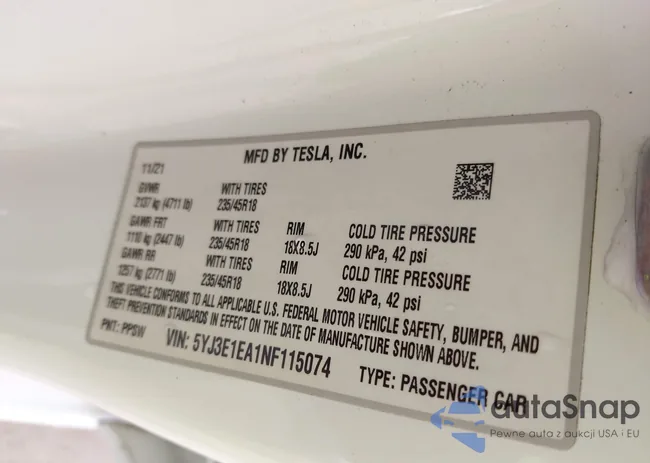 MFD BY TESLA, INC.
11/21
GVWR WITH TIRES
2137 kg (4711 lb) 235/45R18
GAWR FRT WITH TIRES RIM COLD TIRE PRESSURE
1110 kg (2447 lb) 235/45R18 18X8.5J 290 kPa, 42 psi
GAWR RR WITH TIRES RIM COLD TIRE PRESSURE
1257 kg (2771 lb) 235/45R18 18X8.5J 290 kPa, 42 psi
THIS VEHICLE CONFORMS TO ALL APPLICABLE U.S. FEDERAL MOTOR VEHICLE SAFETY, BUMPER, AND
THEFT PREVENTION STANDARDS IN EFFECT ON THE DATE OF MANUFACTURE SHOWN ABOVE.
PNT: PPSW VIN: 5YJ3E1EA1NF115074 TYPE: PASSENGER CAR
autaSnap
Pewne auta z aukcji USA i EU